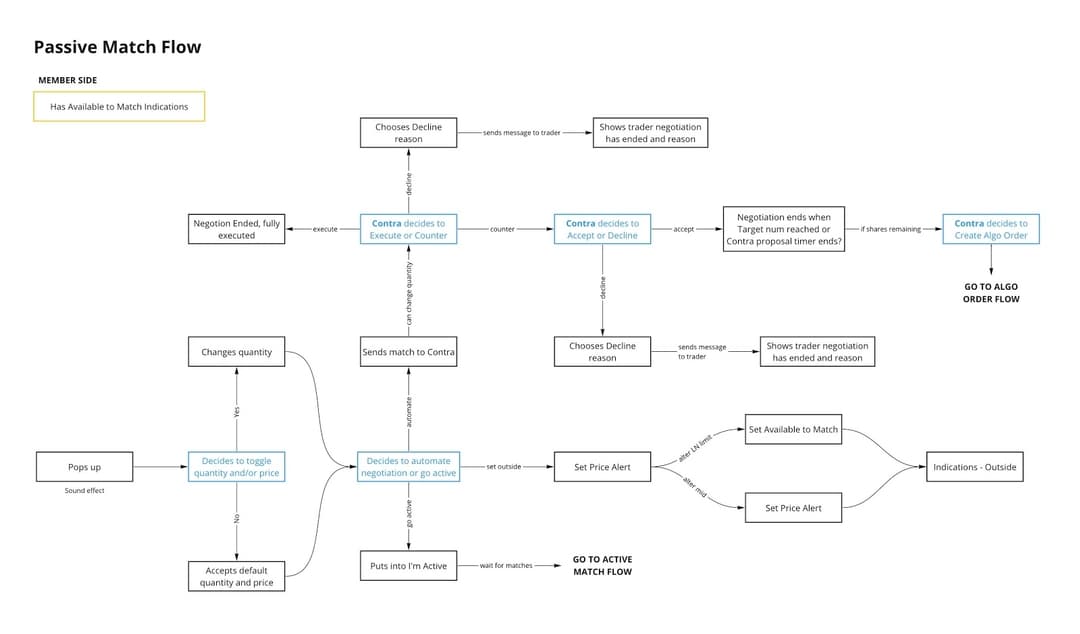 Passive Match Flow
MEMBER SIDE
Has Available to Match Indications
Chooses Decline
reason
sends message to trader
Shows trader negotiation
has ended and reason
decline
Negotion Ended, fully
executed
execute
Contra decides to
Execute or Counter
counter
Contra decides to
Accept or Decline
accept
Negotiation ends when
Target num reached or
Contra proposal timer ends?
if shares remaining
Contra decides to
Create Algo Order
GO TO ALGO
ORDER FLOW
can change quantity
decline
Changes quantity
Sends match to Contra
Chooses Decline
reason
sends message
to trader
Shows trader negotiation
has ended and reason
Yes
automate
Pops up
Sound effect
Decides to toggle
quantity and/or price
Decides to automate
negotiation or go active
set outside
Set Price Alert
alter LN limit
Set Available to Match
alter mid
Set Price Alert
Indications - Outside
No
go active
Accepts default
quantity and price
Puts into I'm Active
wait for matches
GO TO ACTIVE
MATCH FLOW